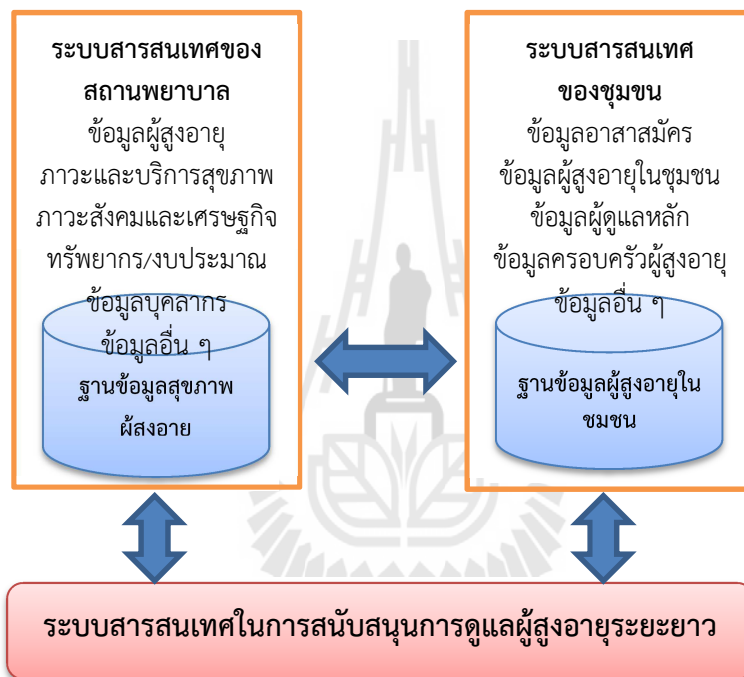 ระบบสารสนเทศของ
สถานพยาบาล
ข้อมูลผู้สูงอายุ
ภาวะและบริการสุขภาพ
ภาวะสังคมและเศรษฐกิจ
ทรัพยากร/งบประมาณ
ข้อมูลบุคลากร
ข้อมูลอื่น ๆ
ฐานข้อมูลสุขภาพ
ผ้สงอาย
ระบบสารสนเทศ
ของชุมขน
ข้อมูลอาสาสมัคร
ข้อมูลผู้สูงอายุในชุมชน
ข้อมูลผู้ดูแลหลัก
ข้อมูลครอบครัวผู้สูงอายุ
ข้อมูลอื่น ๆ
ฐานข้อมูลผู้สูงอายุใน
ชมชน
ระบบสารสนเทศในการสนับสนุนการดูแลผู้สูงอายุระยะยาว